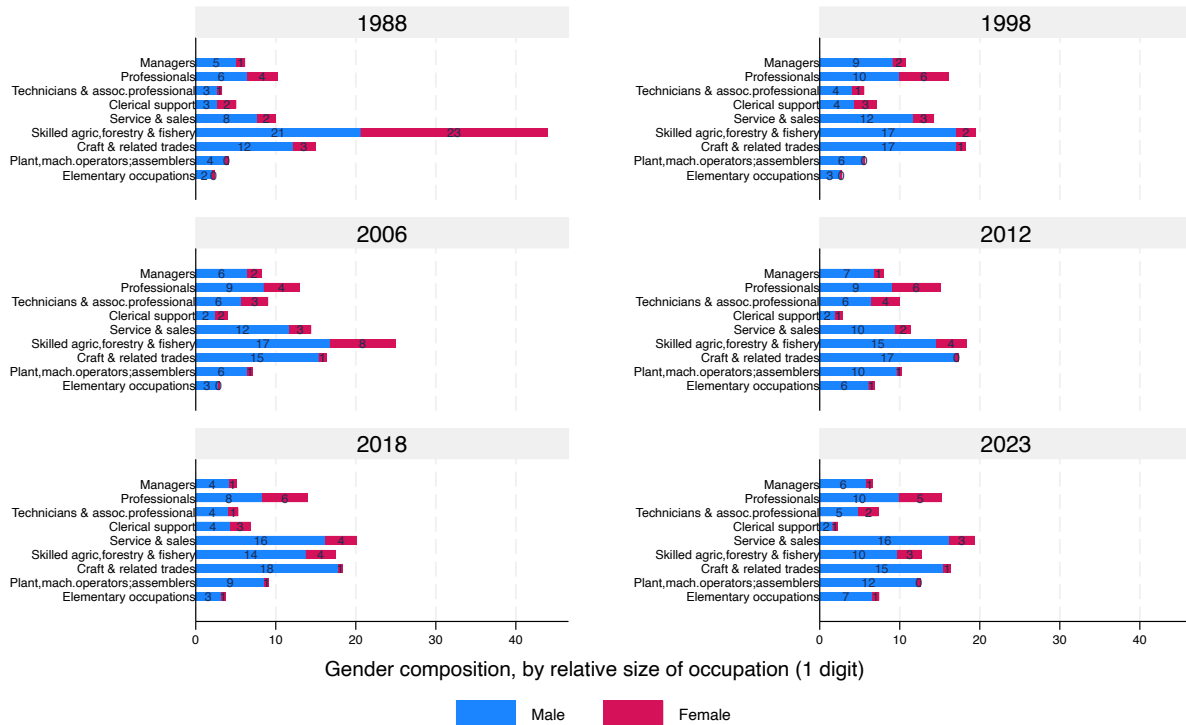 1988
Managers 5 1
Professionals 6 4
Technicians & assoc.professional 3 1
Clerical support 3 2
Service & sales 8 2
Skilled agric,forestry & fishery 21 23
Craft & related trades 12 3
Plant,mach.operators;assemblers 4 0
Elementary occupations 2 0
1998
Managers 9 2
Professionals 10 6
Technicians & assoc.professional 4 1
Clerical support 4 3
Service & sales 12 3
Skilled agric,forestry & fishery 17 2
Craft & related trades 17 1
Plant,mach.operators;assemblers 6 0
Elementary occupations 3 0
2006
Managers 6 2
Professionals 9 4
Technicians & assoc.professional 6 3
Clerical support 2 2
Service & sales 12 3
Skilled agric,forestry & fishery 17 8
Craft & related trades 15 1
Plant,mach.operators;assemblers 6 1
Elementary occupations 3 0
2012
Managers 7 1
Professionals 9 6
Technicians & assoc.professional 6 4
Clerical support 2 1
Service & sales 10 2
Skilled agric,forestry & fishery 15 4
Craft & related trades 17 0
Plant,mach.operators;assemblers 10 1
Elementary occupations 6 1
2018
Managers 4 1
Professionals 8 6
Technicians & assoc.professional 4 1
Clerical support 4 3
Service & sales 16 4
Skilled agric,forestry & fishery 14 4
Craft & related trades 18 1
Plant,mach.operators;assemblers 9 1
Elementary occupations 3 1
0 10 20 30 40
2023
Managers 6 1
Professionals 10 5
Technicians & assoc.professional 5 2
Clerical support 2 1
Service & sales 16 3
Skilled agric,forestry & fishery 10 3
Craft & related trades 15 1
Plant,mach.operators;assemblers 12 0
Elementary occupations 7 1
0 10 20 30 40
Gender composition, by relative size of occupation (1 digit)
Male Female